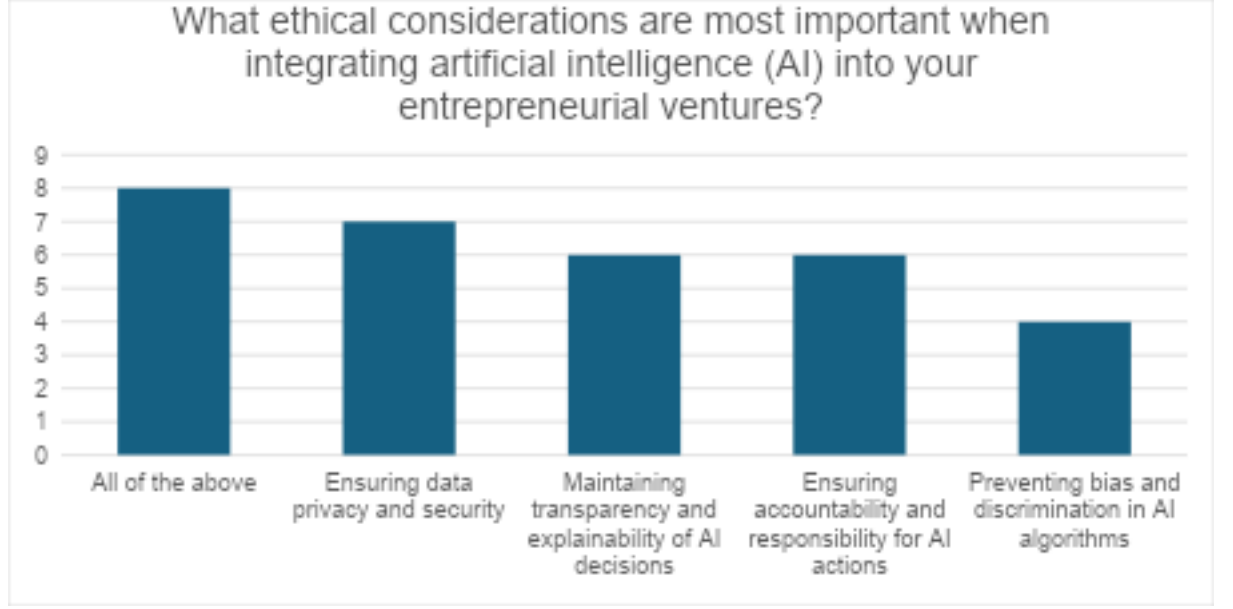 What ethical considerations are most important when
integrating artificial intelligence (AI) into your
entrepreneurial ventures?
9
8
7
6
5
4
3
2
1
0
All of the above
Ensuring data
privacy and security
Maintaining
transparency and
explainability of AI
decisions
Ensuring
accountability and
responsibility for AI
actions
Preventing bias and
discrimination in AI
algorithms